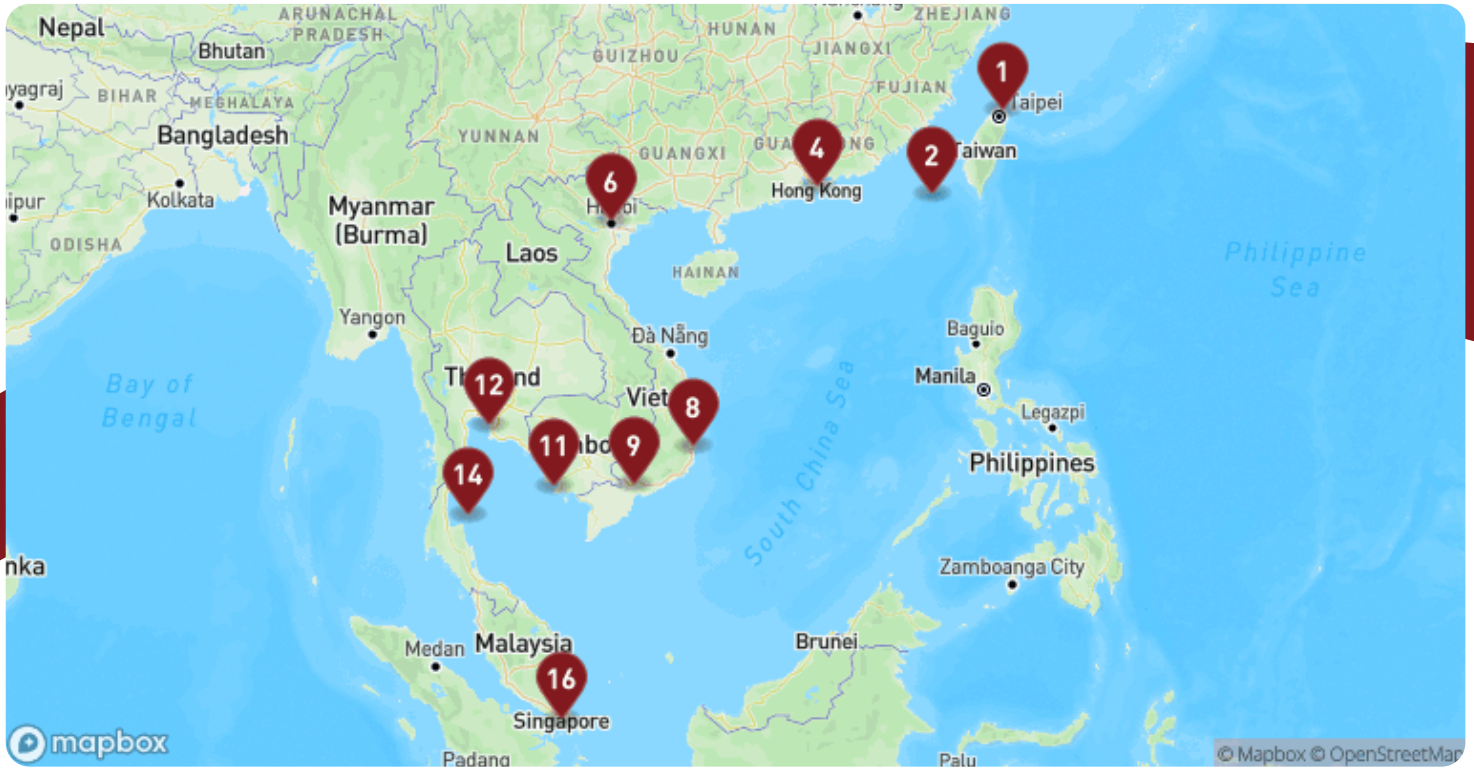 ARUNACHAL
PRADESH
ZHEJIANG
Nepal
HUNAN
Bhutan
JIANGXI
GUIZHOU
1
yagraj
BIHAR
MEGHALAYA
FUJIAN
Taipei
Bangladesh
YUNNAN
GUANGXI
4
2
Taiwan
Kolkata
6
Hong Kong
ipur
Myanmar
(Burma)
ODISHA
Laos
HAINAN
Philippine
Sea
Yangon
Đà Nẵng
Baguio
Bay of
Bengal
12
Manila
8
Legazpi
11
9
14
Philippines
South China Sea
nka
Zamboanga City
Medan
Malaysia
Brunei
16
Singapore
mapbox
Padang
Palu
© Mapbox © OpenStreetMap